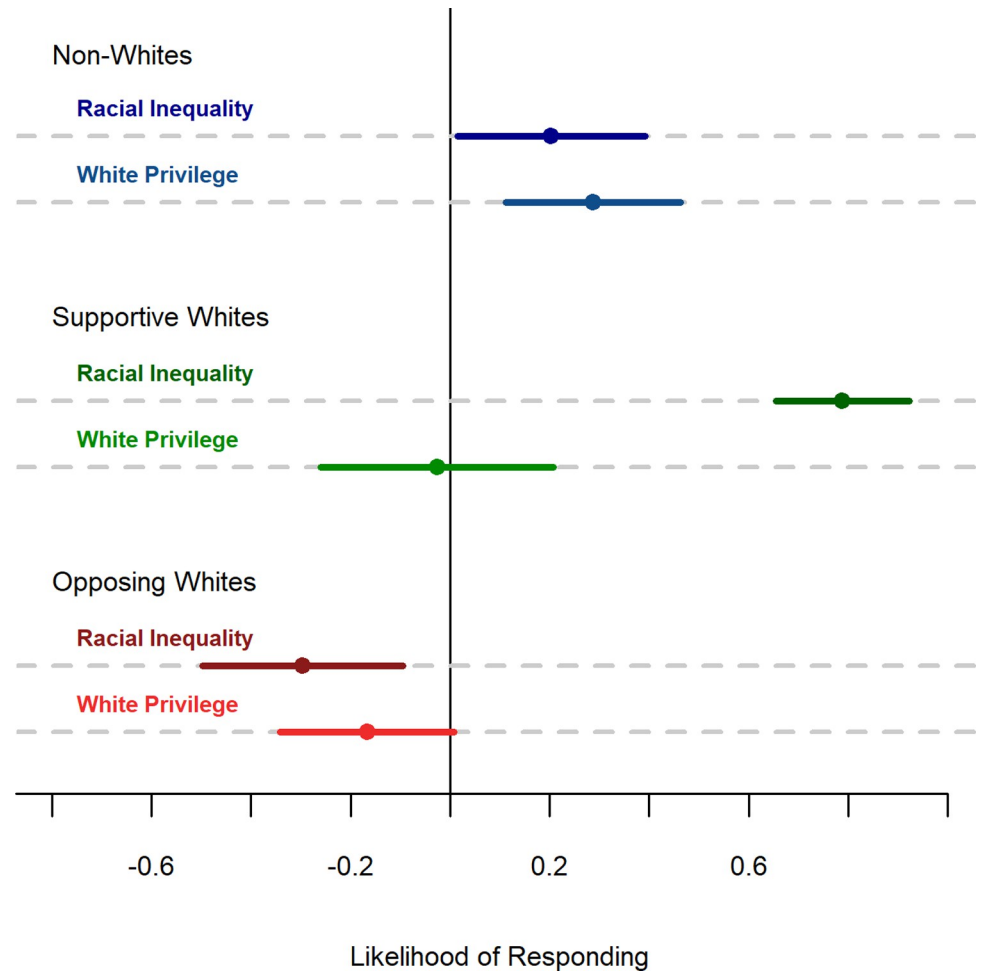 Non-Whites
Racial Inequality
White Privilege
Supportive Whites
Racial Inequality
White Privilege
Opposing Whites
Racial Inequality
White Privilege
-0.6 -0.2 0.2 0.6
Likelihood of Responding